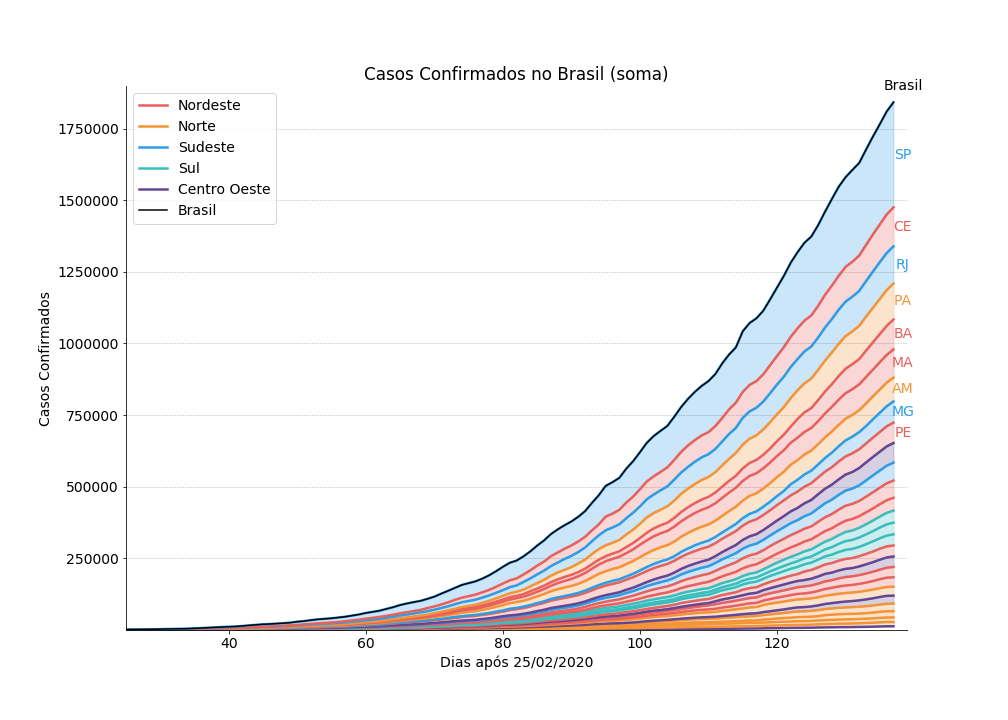 Casos Confirmados no Brasil (soma)
Brasil
Nordeste
Norte
Sudeste
Sul
Centro Oeste
Brasil
1750000
1500000
1250000
1000000
750000
500000
250000
Casos Confirmados
SP
CE
RJ
PA
BA
MA
AM
MG
PE
40
60
80
100
120
Dias após 25/02/2020